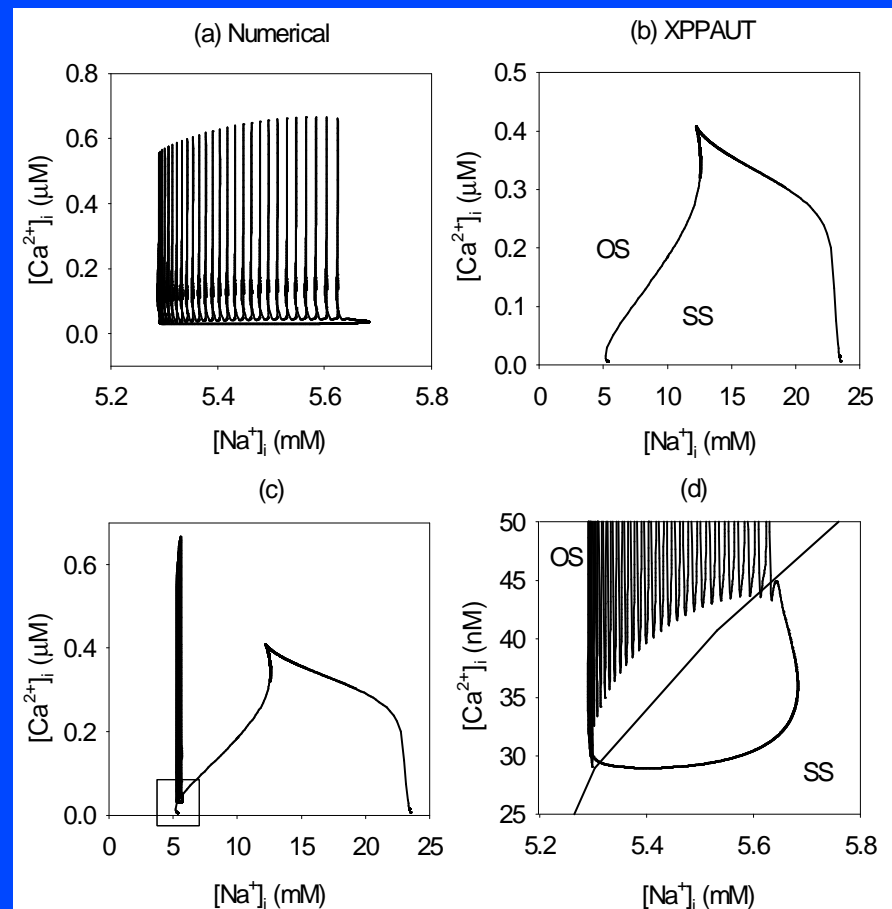 (a) Numerical
(b) XPPAUT
[Ca2+]i (μM)
0.8
0.6
0.4
0.2
0.0
5.2 5.4 5.6 5.8
[Na+]i (mM)
[Ca2+]i (μM)
0.5
0.4
0.3
0.2
0.1
0.0
OS
SS
0 5 10 15 20 25
[Na+]i (mM)
(c)
(d)
[Ca2+]i (μM)
0.6
0.4
0.2
0.0
0 5 10 15 20 25
[Na+]i (mM)
[Ca2+]i (nM)
50
45
40
35
30
25
OS
SS
5.2 5.4 5.6 5.8
[Na+]i (mM)